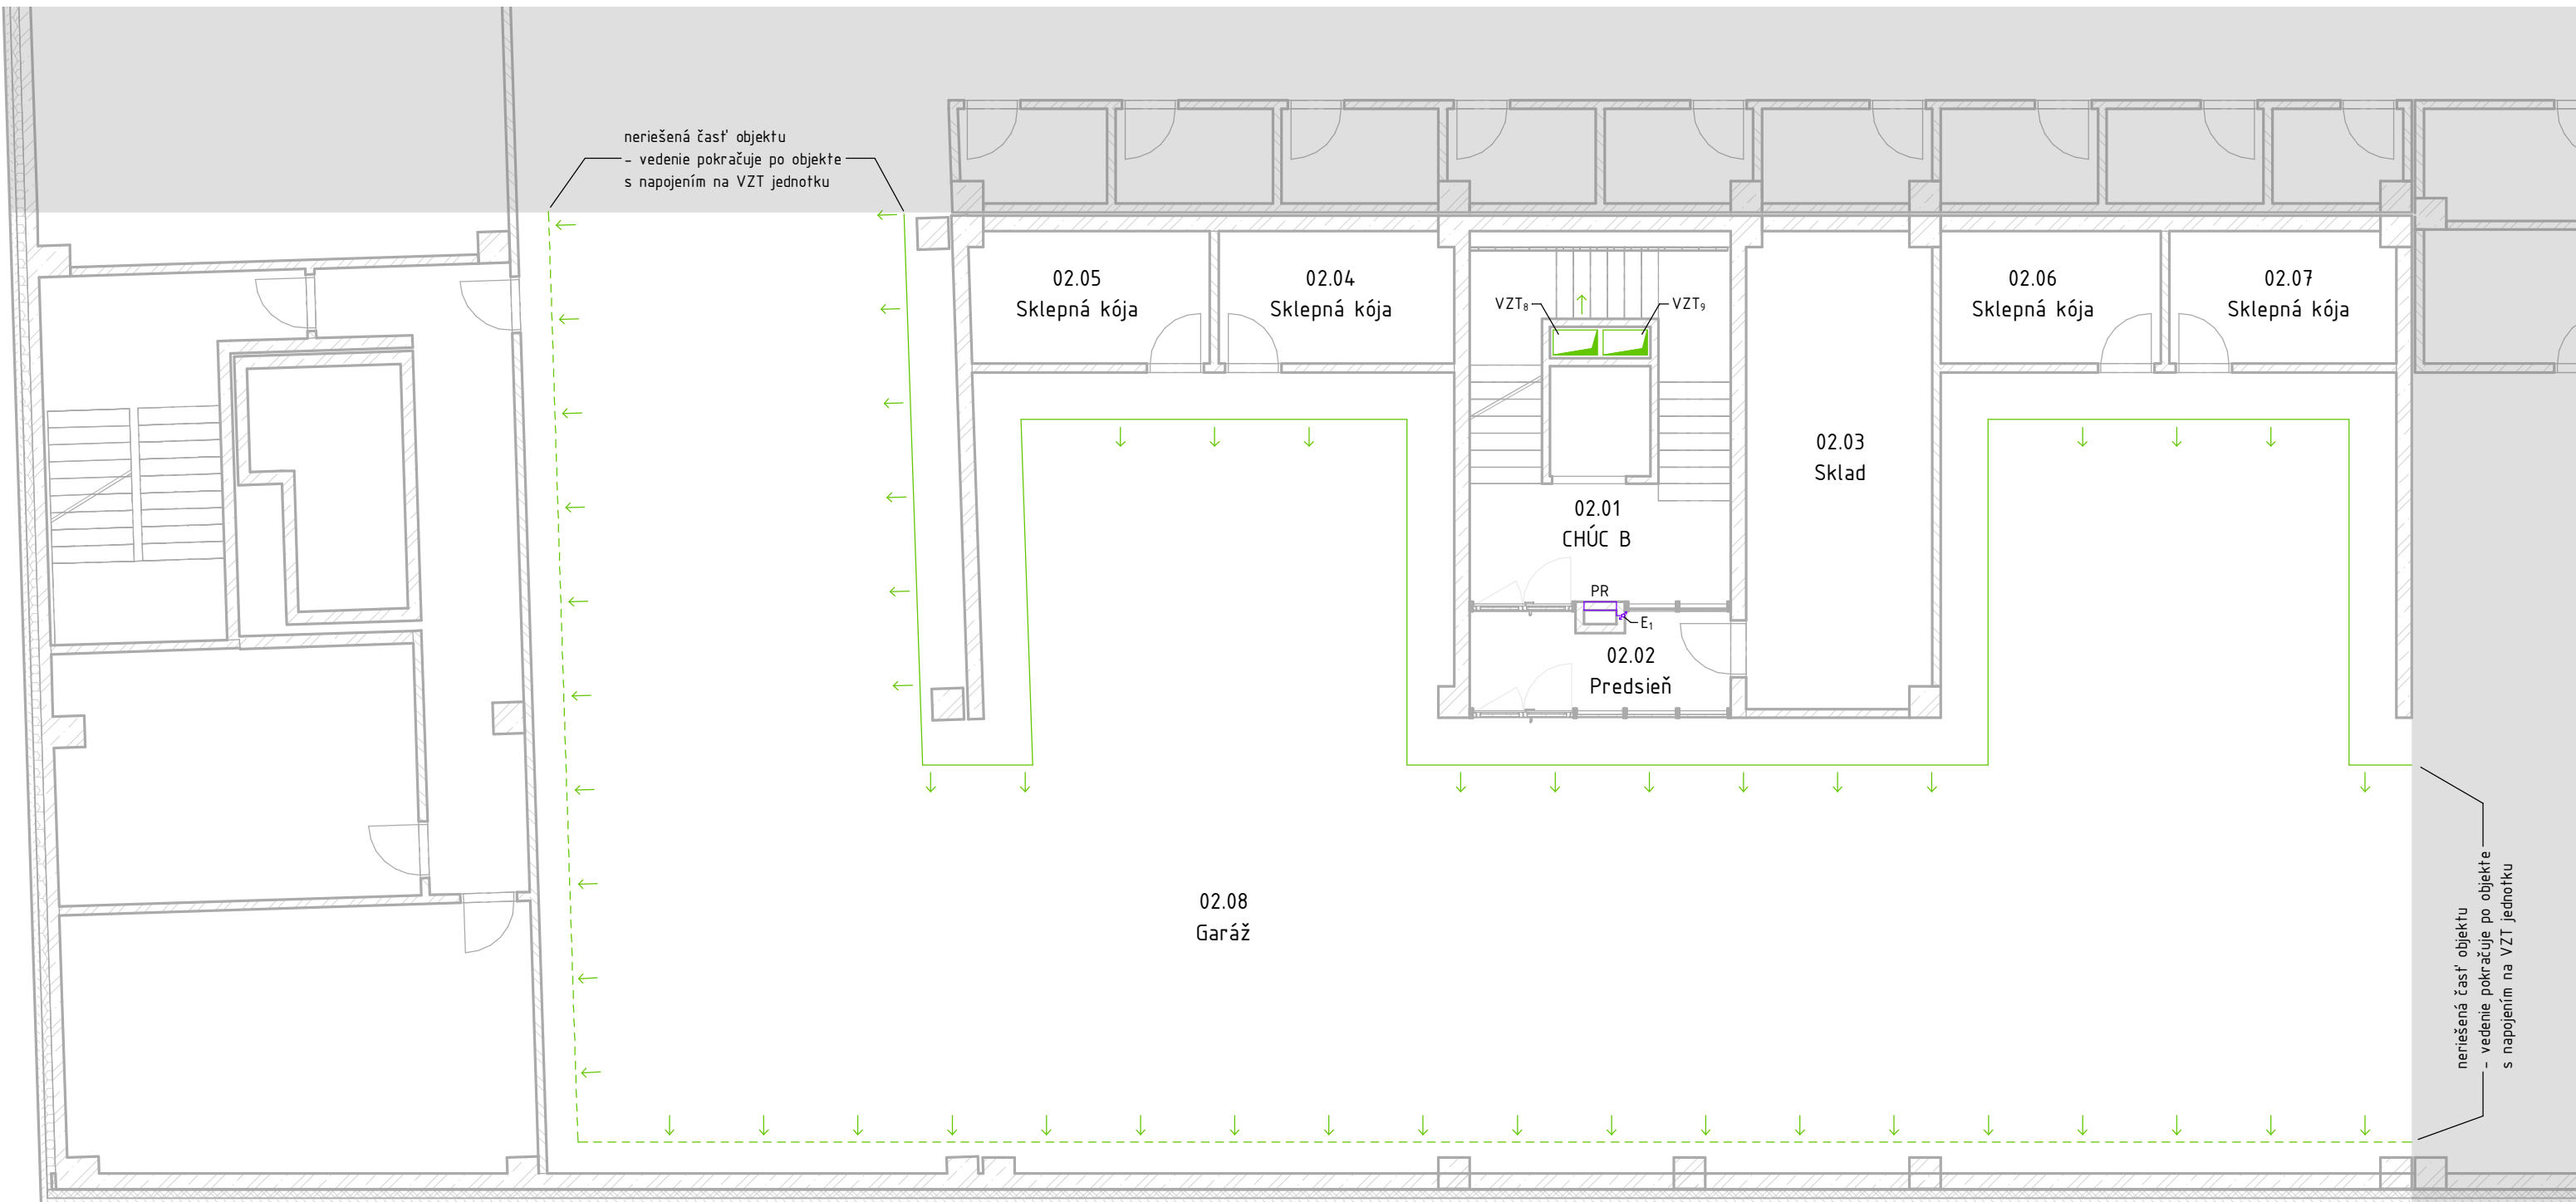 neriešená časť objektu
- vedenie pokračuje po objekte
s napojením na VZT jednotku
02.05
Sklepná kója
02.04
Sklepná kója
VZT₈
VZT₉
02.06
Sklepná kója
02.07
Sklepná kója
02.03
Sklad
02.01
CHÚC B
PR
E₁
02.02
Predsieň
02.08
Garáž
neriešená časť objektu
- vedenie pokračuje po objekte
s napojením na VZT jednotku